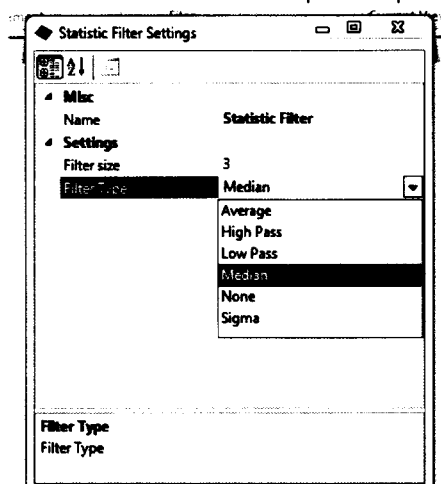 Statistic Filter Settings
Misc
Name Statistic Filter
Settings
Filter size 3
Filter Type Median
Average
High Pass
Low Pass
Median
None
Sigma
Filter Type
Filter Type